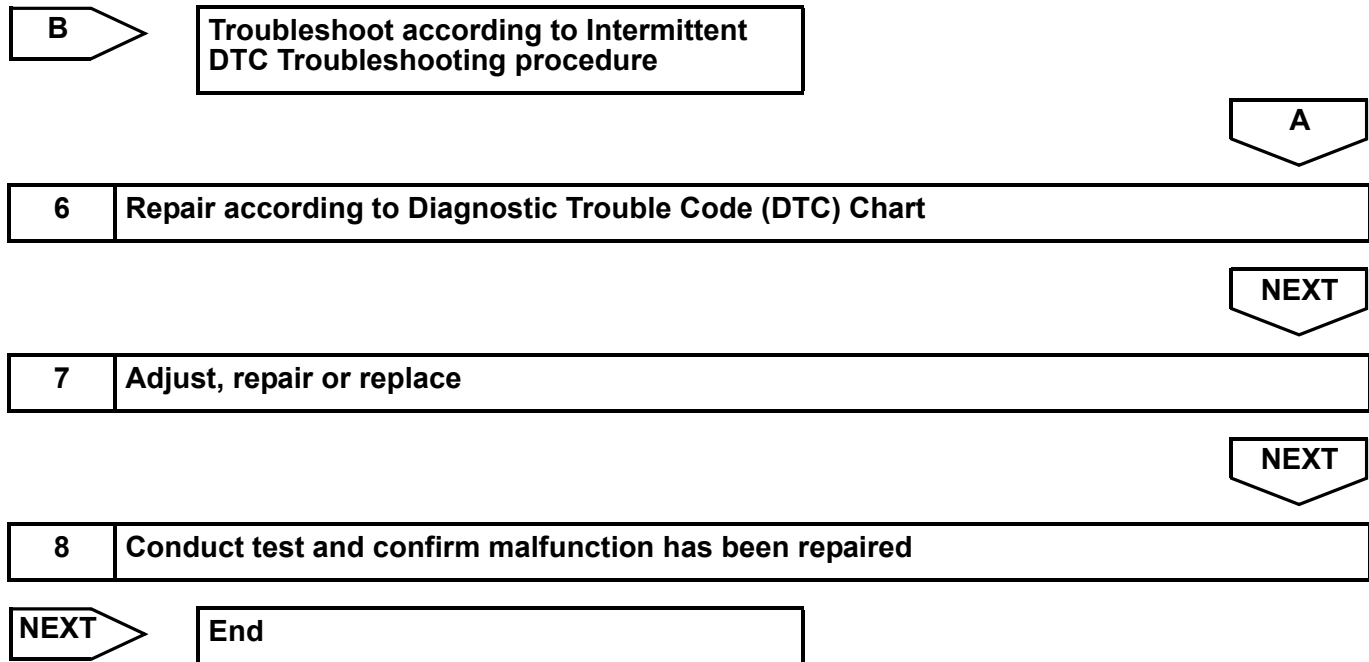 B
Troubleshoot according to Intermittent
DTC Troubleshooting procedure
A
6 Repair according to Diagnostic Trouble Code (DTC) Chart
NEXT
7 Adjust, repair or replace
NEXT
8 Conduct test and confirm malfunction has been repaired
NEXT
End